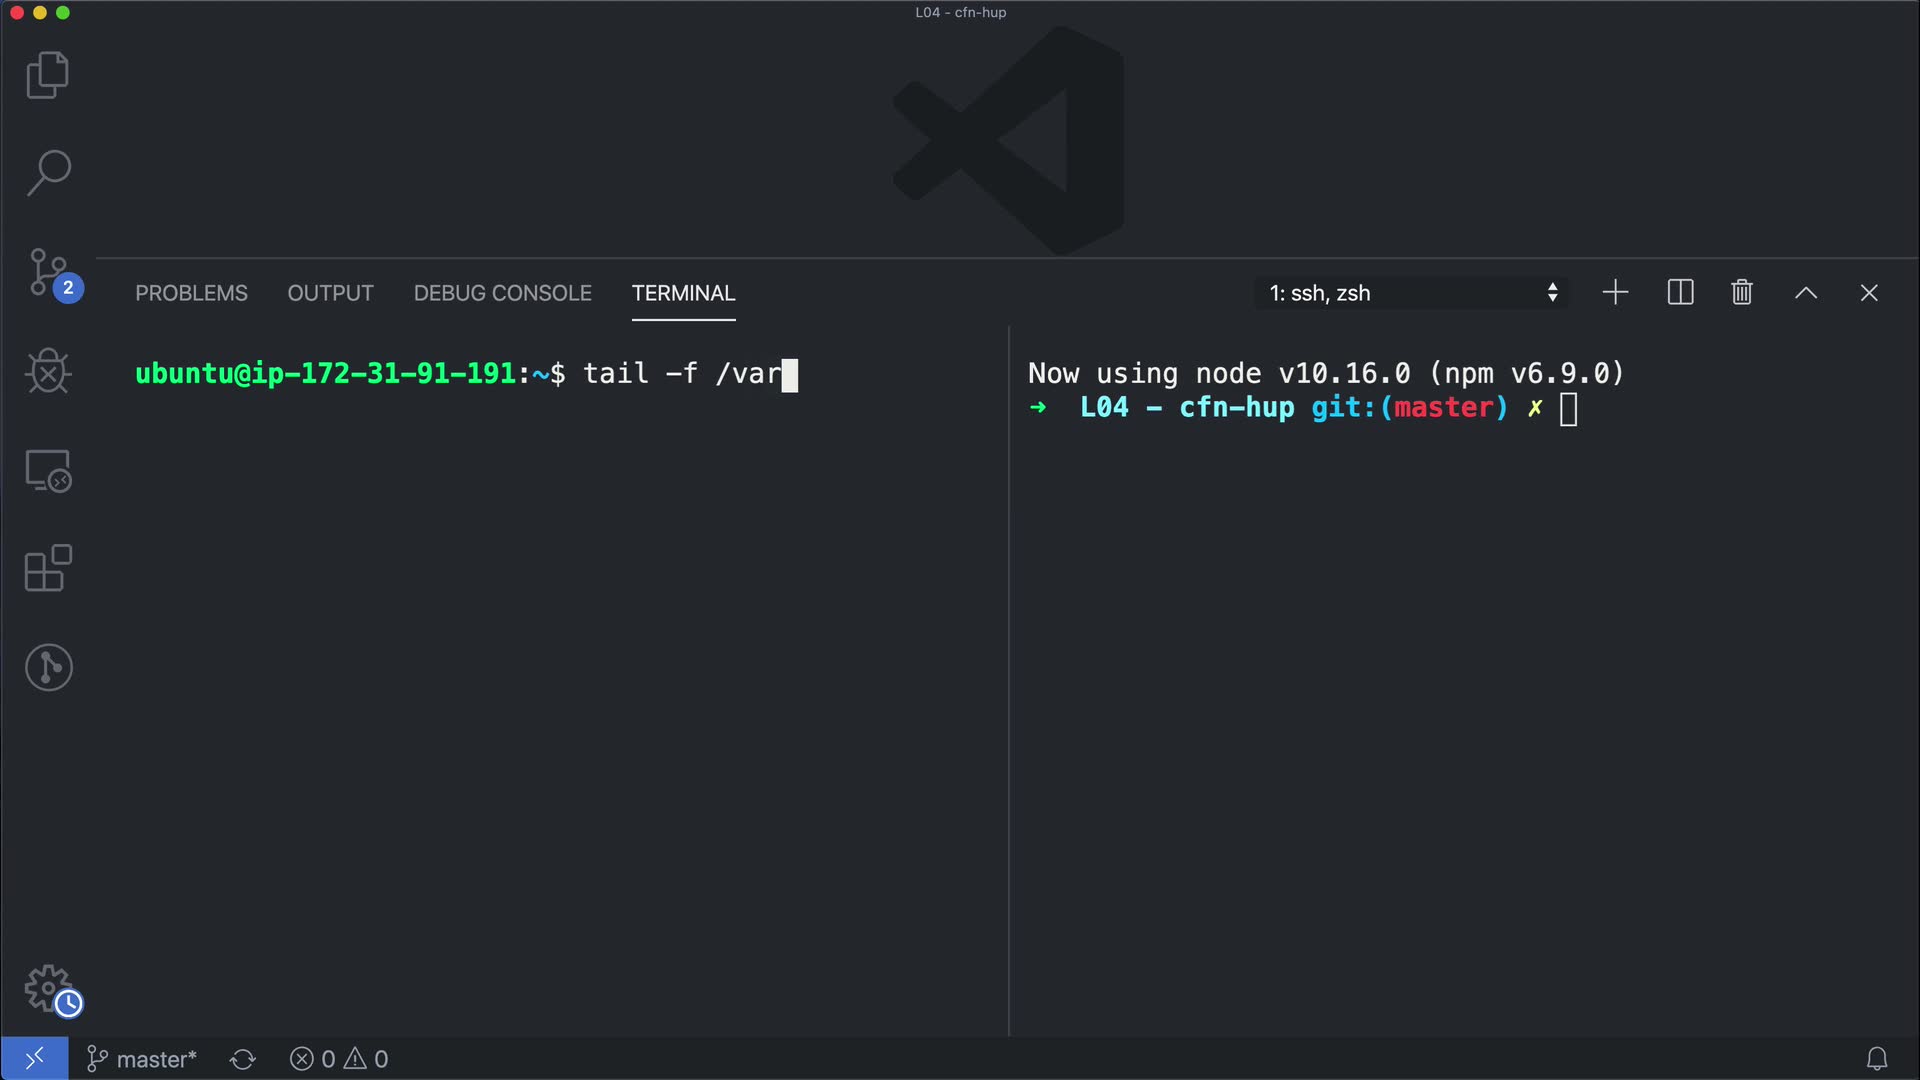 L04 - cfn-hup
2
PROBLEMS OUTPUT DEBUG CONSOLE TERMINAL 1: ssh, zsh
ubuntu@ip-172-31-91-191:~$ tail -f /var
Now using node v10.16.0 (npm v6.9.0)
➜ L04 - cfn-hup git:(master) ✗
master* 0 0